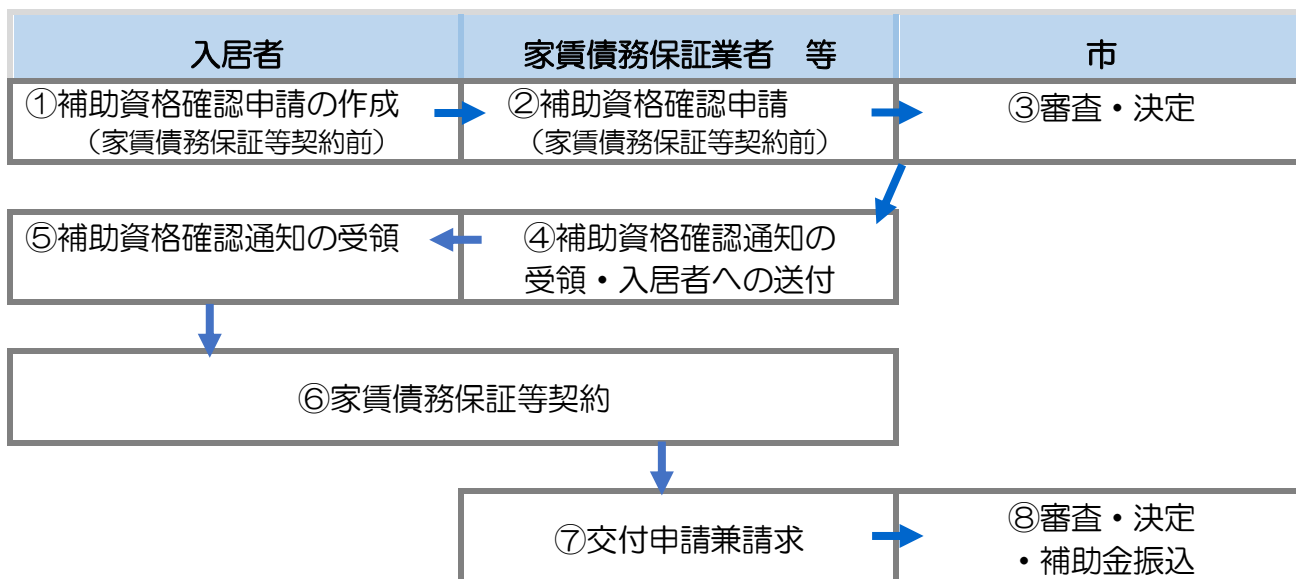 入居者
家賃債務保証業者　等
市
①補助資格確認申請の作成
（家賃債務保証等契約前）
②補助資格確認申請
（家賃債務保証等契約前）
③審査・決定
⑤補助資格確認通知の受領
④補助資格確認通知の
受領・入居者への送付
⑥家賃債務保証等契約
⑦交付申請兼請求
⑧審査・決定
・補助金振込